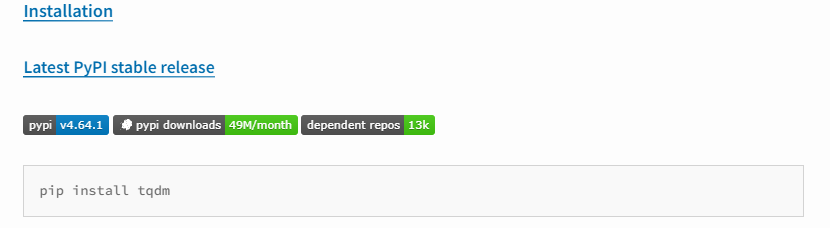 Installation
Latest PyPI stable release
pypi v4.64.1 pypi downloads 49M/month dependent repos 13k
pip install tqdm